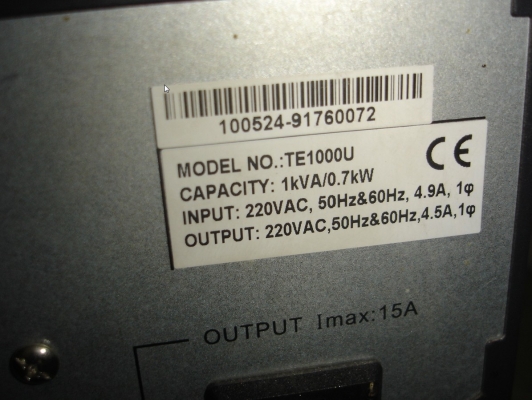 100524-91760072
MODEL NO.:TE1000U
CE
CAPACITY: 1kVA/0.7kW
INPUT: 220VAC, 50Hz&60Hz, 4.9A, 1φ
OUTPUT: 220VAC,50Hz&60Hz,4.5A,1φ
OUTPUT Imax:15A